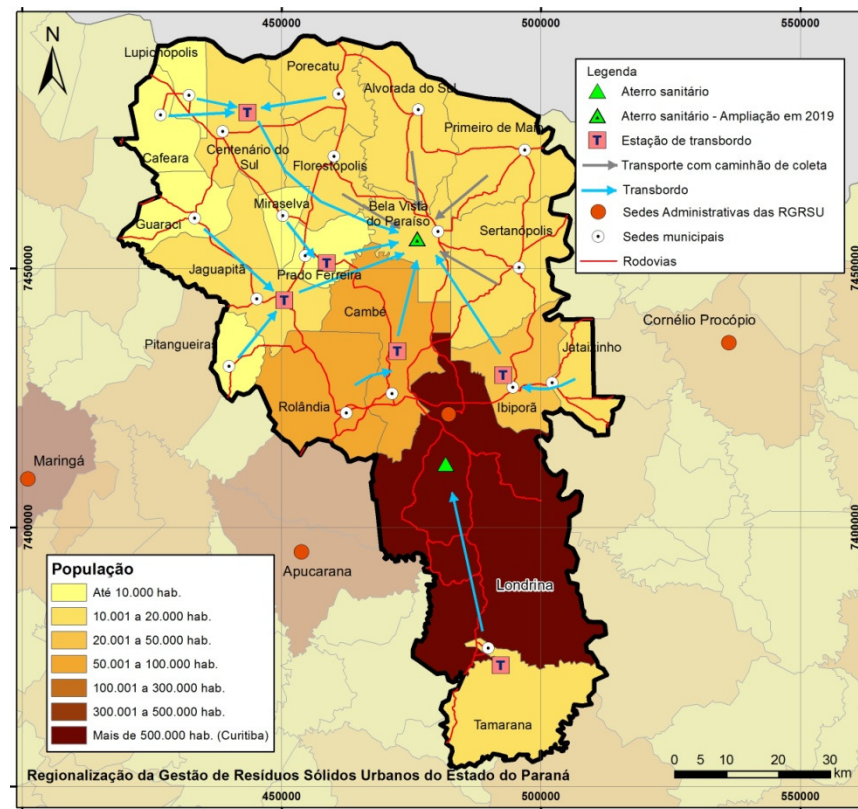 450000
500000
550000
N
Lupionópolis
Porecatu
Alvorada do Sul
Primeiro de Maio
Centenário do
Sul
Cafeara
Florestópolis
Miraselva
Bela Vista
do Paraíso
Guaraci
Sertanópolis
Jaguapitã
Prado Ferreira
Cambé
Pitangueiras
Cornélio Procópio
Jataizinho
Rolândia
Ibiporã
Maringá
Apucarana
Londrina
Tamarana
T
T
T
T
T
T
7450000
7400000
7450000
7400000
Legenda
Aterro sanitário
Aterro sanitário - Ampliação em 2019
T Estação de transbordo
Transporte com caminhão de coleta
Transbordo
Sedes Administrativas das RGRSU
Sedes municipais
Rodovias
População
Até 10.000 hab.
10.001 a 20.000 hab.
20.001 a 50.000 hab.
50.001 a 100.000 hab.
100.001 a 300.000 hab.
300.001 a 500.000 hab.
Mais de 500.000 hab. (Curitiba)
Regionalização da Gestão de Resíduos Sólidos Urbanos do Estado do Paraná
0 5 10 20 30
km
450000
500000
550000